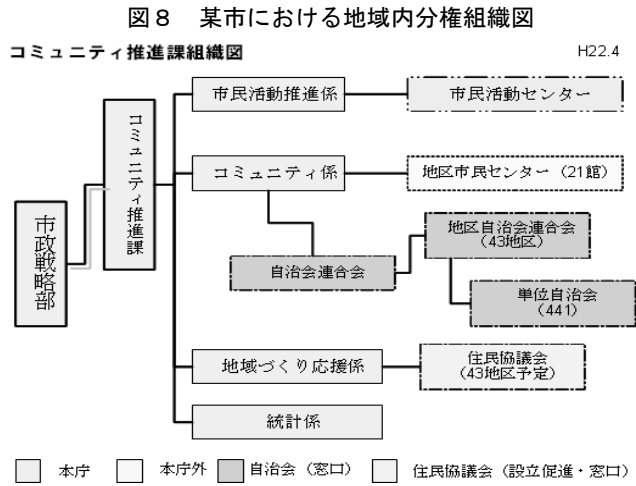 図８　某市における地域内分権組織図
コミュニティ推進課組織図
H22.4
市政戦略部
コミュニティ推進課
市民活動推進係
市民活動センター
コミュニティ係
地区市民センター（21館）
自治会連合会
地区自治会連合会
（43地区）
単位自治会
（441）
地域づくり応援係
住民協議会
（43地区予定）
統計係
本庁
本庁外
自治会（窓口）
住民協議会（設立促進・窓口）